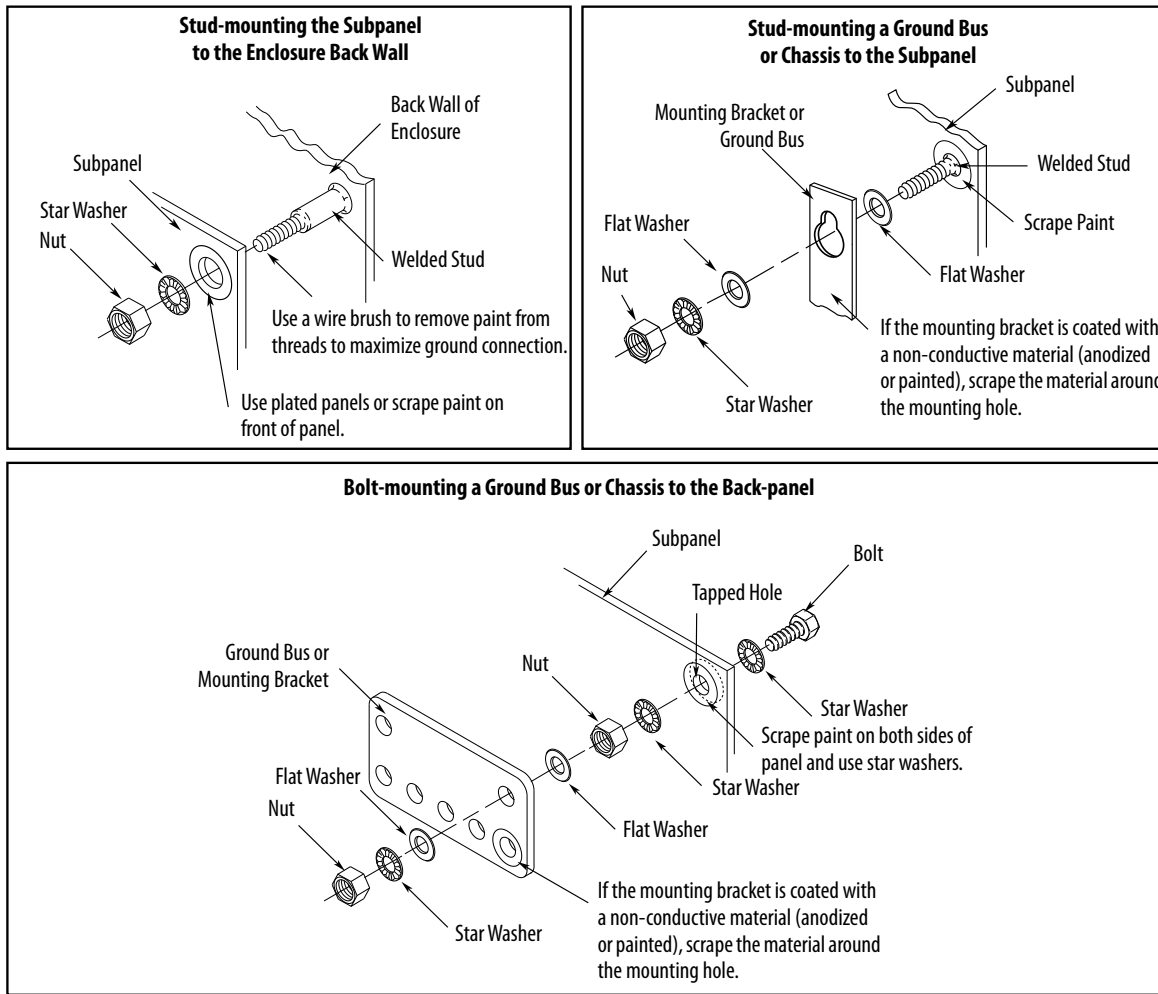 Stud-mounting the Subpanel
to the Enclosure Back Wall
Back Wall of
Enclosure
Subpanel
Star Washer
Nut
Welded Stud
Use a wire brush to remove paint from
threads to maximize ground connection.
Use plated panels or scrape paint on
front of panel.
Stud-mounting a Ground Bus
or Chassis to the Subpanel
Subpanel
Mounting Bracket or
Ground Bus
Welded Stud
Scrape Paint
Flat Washer
Flat Washer
Nut
If the mounting bracket is coated with
a non-conductive material (anodized
or painted), scrape the material around
the mounting hole.
Star Washer
Bolt-mounting a Ground Bus or Chassis to the Back-panel
Subpanel
Bolt
Tapped Hole
Ground Bus or
Mounting Bracket
Nut
Star Washer
Scrape paint on both sides of
panel and use star washers.
Star Washer
Flat Washer
Nut
Flat Washer
Star Washer
If the mounting bracket is coated with
a non-conductive material (anodized
or painted), scrape the material around
the mounting hole.